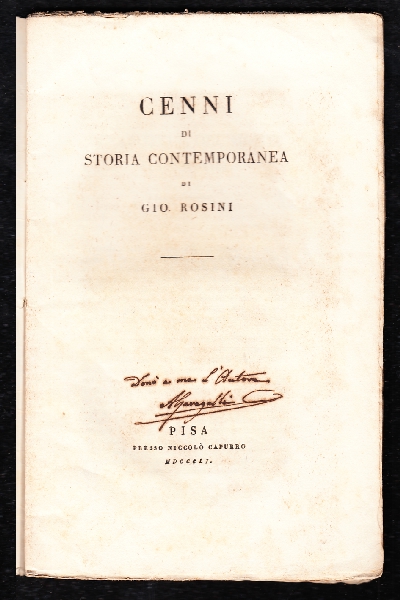 CENNI
DI
STORIA CONTEMPORANEA
DI
GIO. ROSINI
Donò a me L'Autore
PISA
PRESSO NICCOLÒ CAPURRO
MDCCCLI.